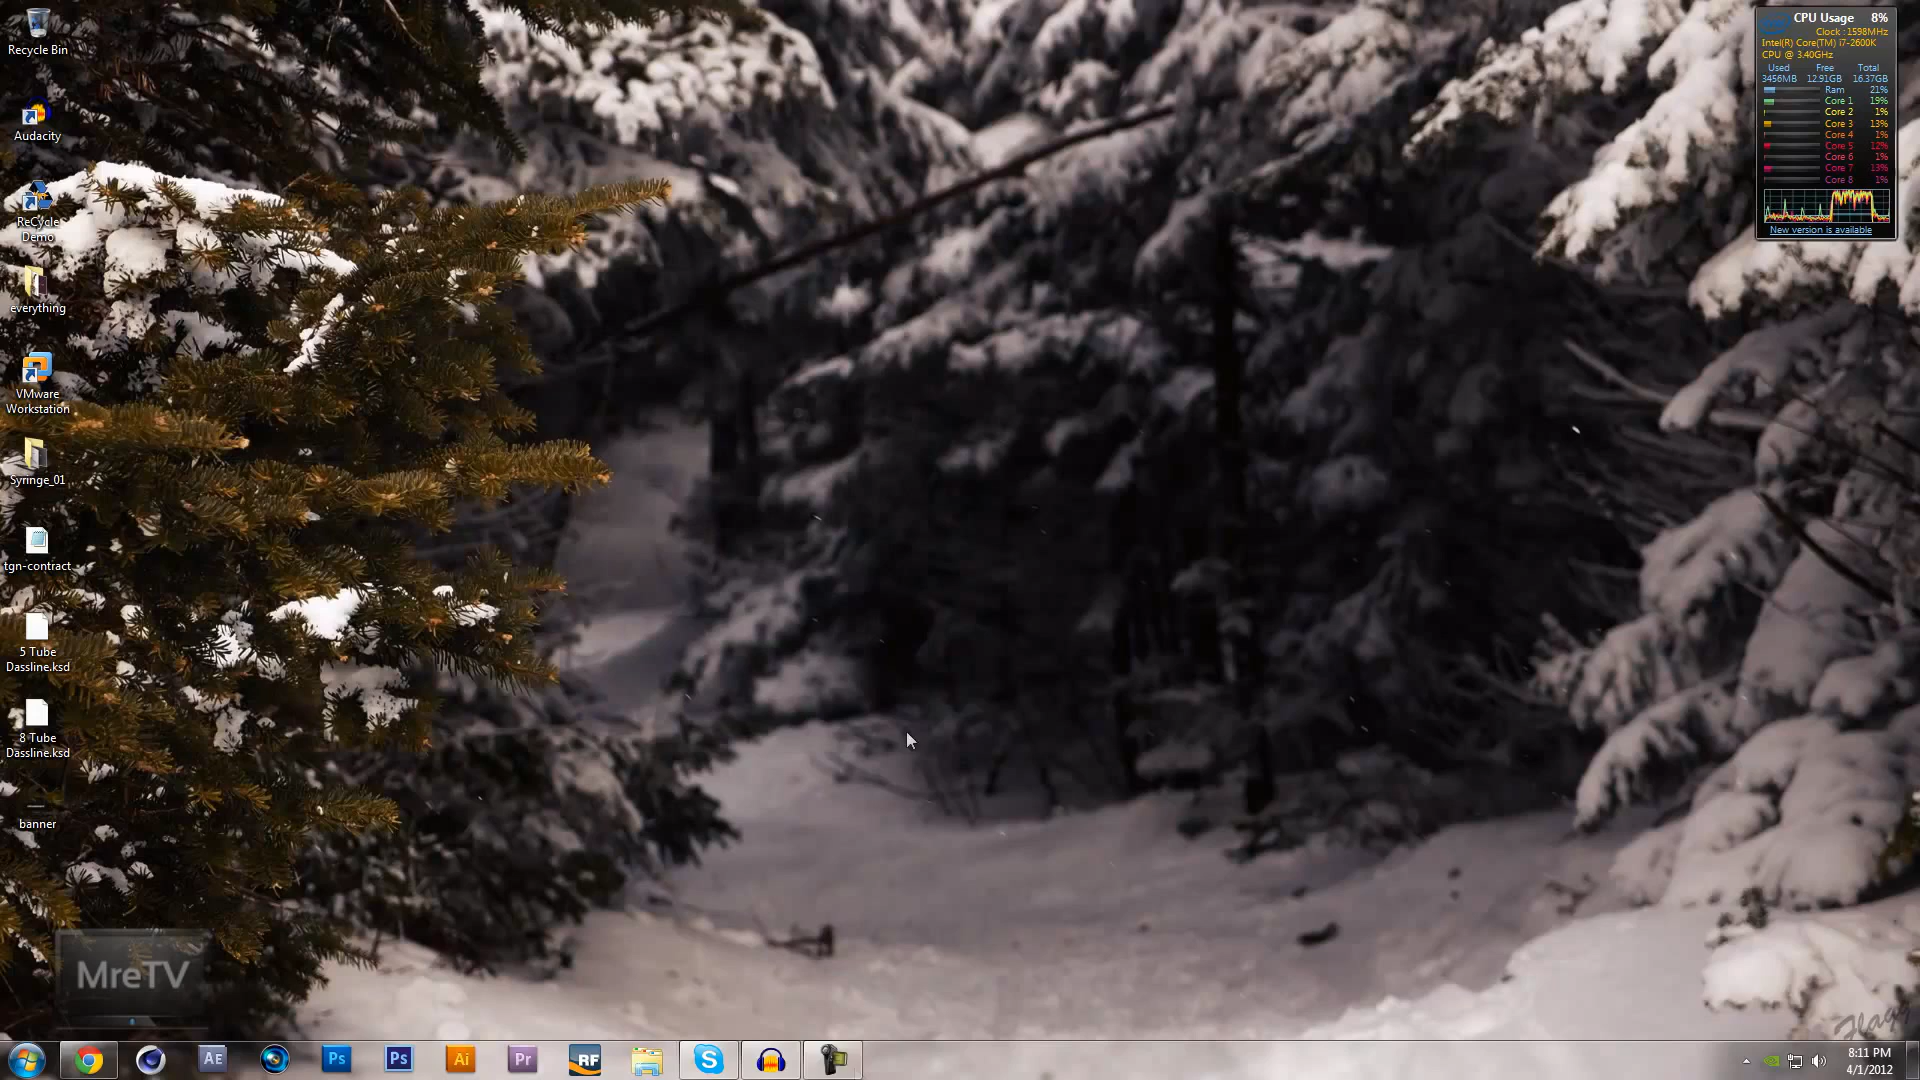 Recycle Bin
Audacity
ReCycle
Demo
everything
VMware
Workstation
Syringe_01
tgn-contract
5 Tube
Dassline.ksd
8 Tube
Dassline.ksd
banner
MreTV
CPU Usage 8%
Clock : 1598MHz
Intel(R) Core(TM) i7-2600K
CPU @ 3.40GHz
Used Free Total
3456MB 12.91GB 16.37GB
Ram 21%
Core 1 19%
Core 2 1%
Core 3 13%
Core 4 1%
Core 5 12%
Core 6 1%
Core 7 13%
Core 8 1%
New version is available
AE
Ps
Ps
Ai
Pr
RF
S
8:11 PM
4/1/2012